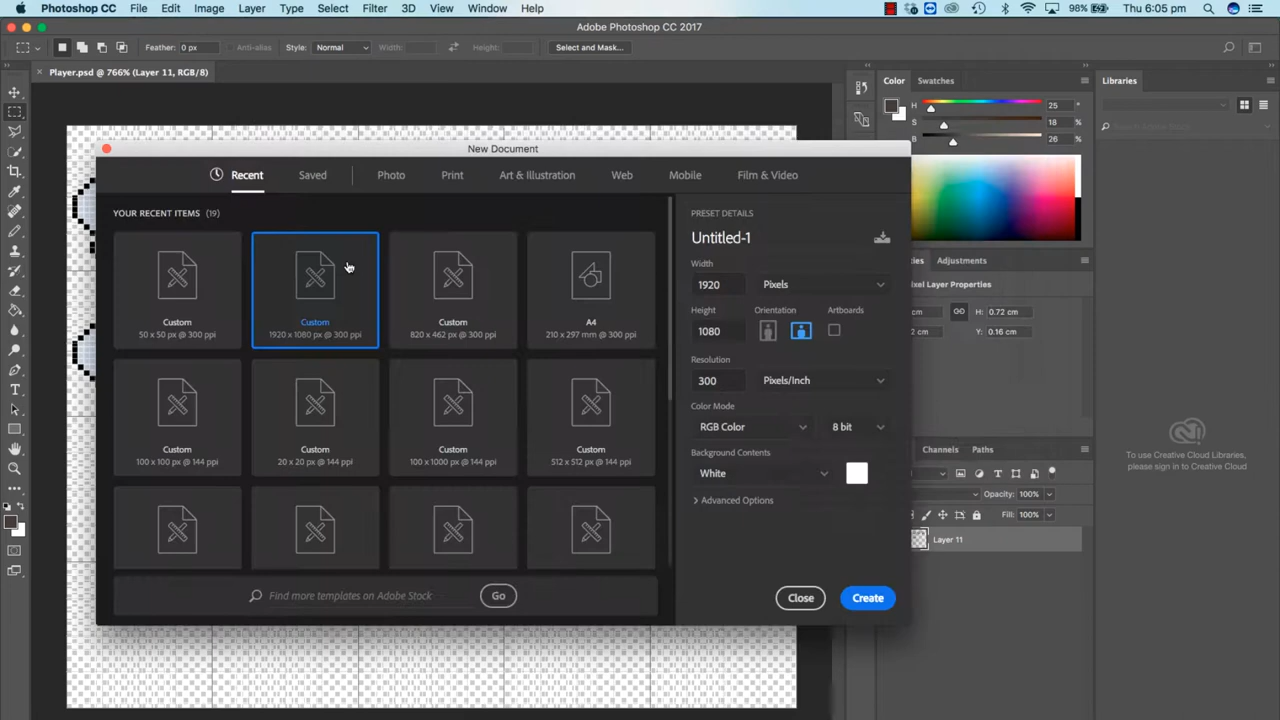 Photoshop CC File Edit Image Layer Type Select Filter 3D View Window Help 98% Thu 6:05 pm
Adobe Photoshop CC 2017
Feather: 0 px Anti-alias Style: Normal Width: Height: Select and Mask...
× Player.psd @ 766% (Layer 11, RGB/8)
Color Swatches
Libraries
H 25 °
S 18 %
B 26 %
New Document
Recent Saved Photo Print Art & Illustration Web Mobile Film & Video
YOUR RECENT ITEMS (19)
Custom
50 x 50 px @ 300 ppi
Custom
1920 x 1080 px @ 300 ppi
Custom
820 x 462 px @ 300 ppi
A4
210 x 297 mm @ 300 ppi
Custom
100 x 100 px @ 144 ppi
Custom
20 x 20 px @ 144 ppi
Custom
100 x 1000 px @ 144 ppi
Custom
512 x 512 px @ 144 ppi
Find more templates on Adobe Stock Go
PRESET DETAILS
Untitled-1
Width
1920 Pixels
Height Orientation Artboards
1080
Resolution
300 Pixels/Inch
Color Mode
RGB Color 8 bit
Background Contents
White
Advanced Options
Close Create
ties Adjustments
ixel Layer Properties
cm H: 0.72 cm
cm Y: 0.16 cm
Channels Paths
Opacity: 100%
Fill: 100%
Layer 11
To use Creative Cloud Libraries,
please sign in to Creative Cloud